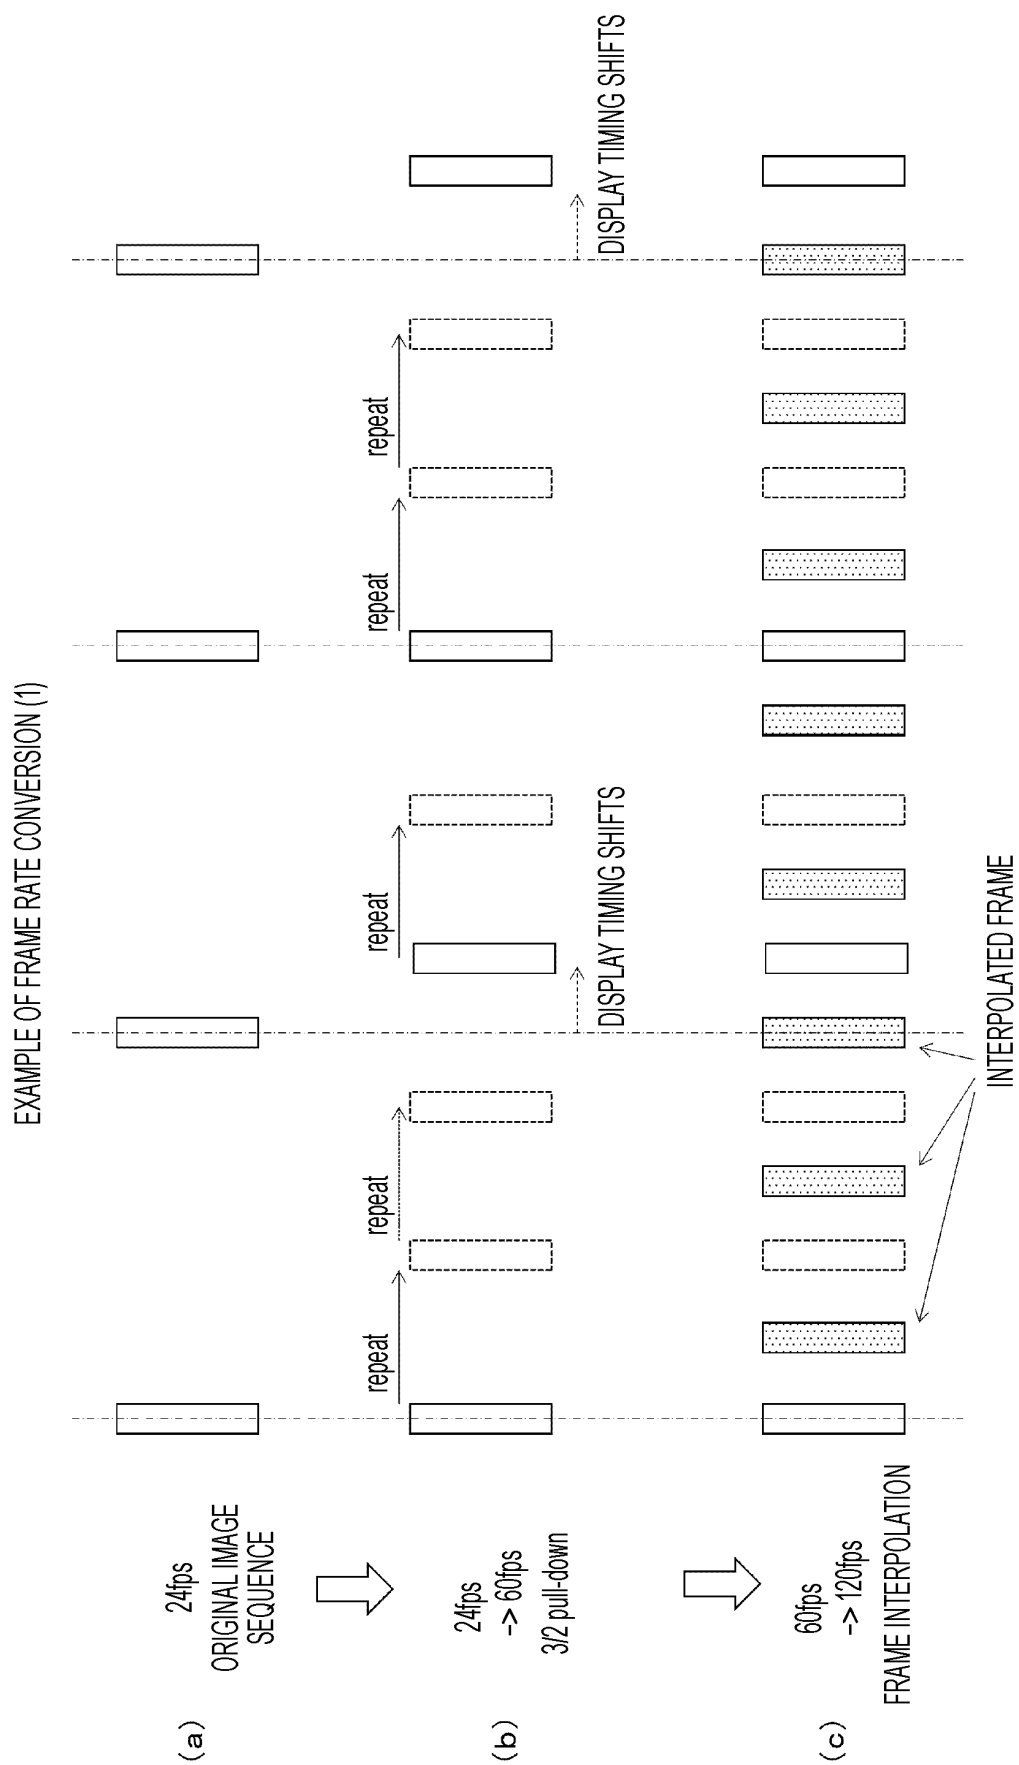 EXAMPLE OF FRAME RATE CONVERSION (1)
(a)
24fps
ORIGINAL IMAGE
SEQUENCE
(b)
24fps
-> 60fps
3/2 pull-down
repeat
repeat
repeat
repeat
repeat
DISPLAY TIMING SHIFTS
DISPLAY TIMING SHIFTS
(c)
60fps
-> 120fps
FRAME INTERPOLATION
INTERPOLATED FRAME